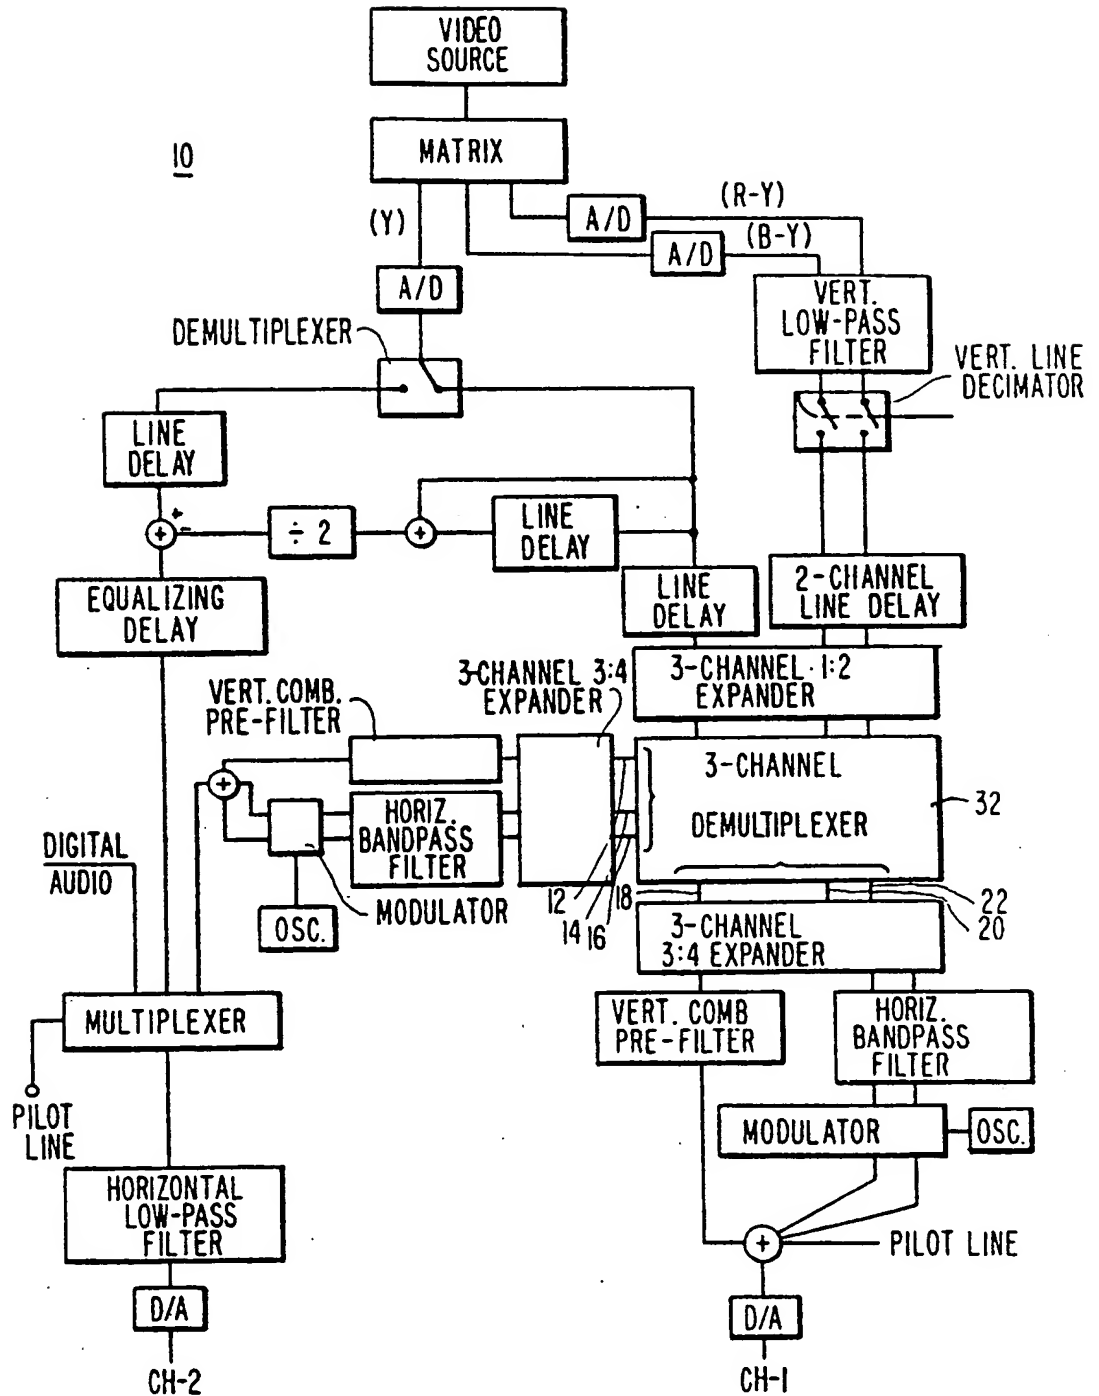 VIDEO
SOURCE
10
MATRIX
(Y)
A/D
(R-Y)
A/D
(B-Y)
A/D
VERT.
LOW-PASS
FILTER
DEMULTIPLEXER
VERT. LINE
DECIMATOR
LINE
DELAY
+
-
+
÷ 2
+
LINE
DELAY
LINE
DELAY
2-CHANNEL
LINE DELAY
EQUALIZING
DELAY
3-CHANNEL 3:4
EXPANDER
3-CHANNEL 1:2
EXPANDER
VERT. COMB.
PRE-FILTER
3-CHANNEL
DEMULTIPLEXER
32
+
HORIZ.
BANDPASS
FILTER
DIGITAL
AUDIO
MODULATOR
OSC.
12
14
16
18
22
20
3-CHANNEL
3:4 EXPANDER
MULTIPLEXER
VERT. COMB
PRE-FILTER
HORIZ.
BANDPASS
FILTER
PILOT
LINE
MODULATOR
OSC.
HORIZONTAL
LOW-PASS
FILTER
+
PILOT LINE
D/A
D/A
CH-2
CH-1